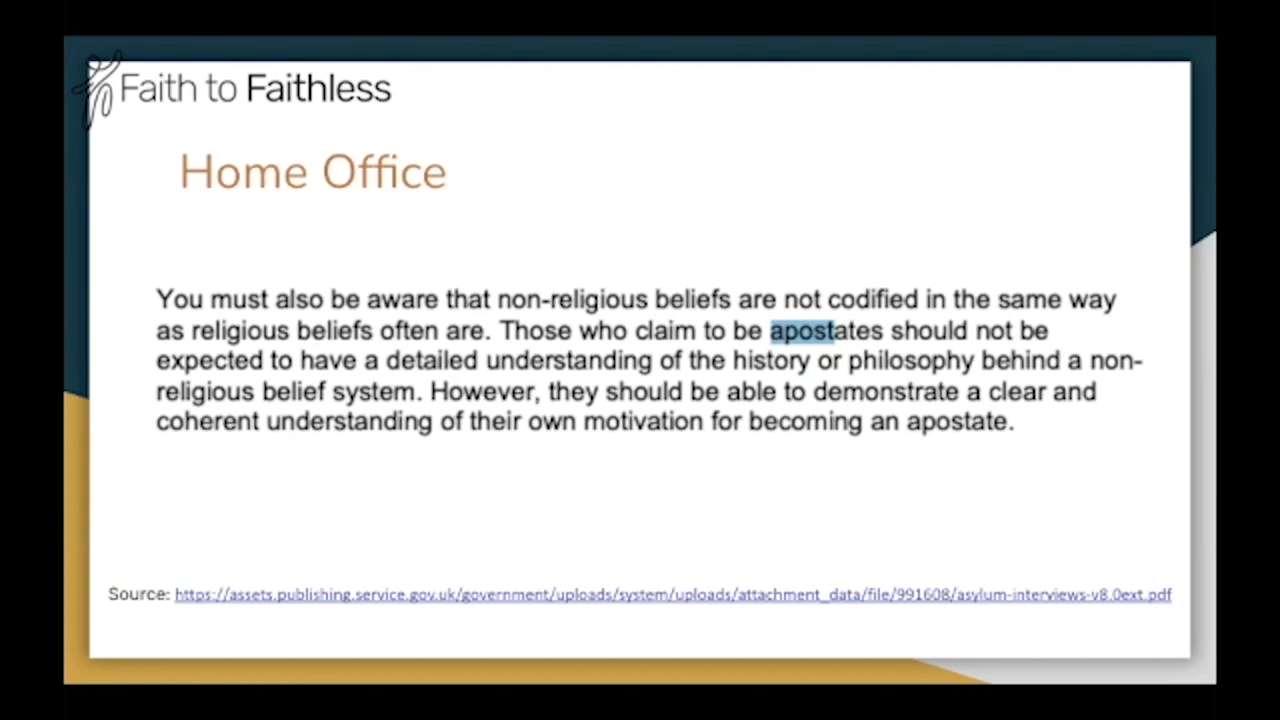 Faith to Faithless
Home Office
You must also be aware that non-religious beliefs are not codified in the same way
as religious beliefs often are. Those who claim to be apostates should not be
expected to have a detailed understanding of the history or philosophy behind a non-
religious belief system. However, they should be able to demonstrate a clear and
coherent understanding of their own motivation for becoming an apostate.
Source: https://assets.publishing.service.gov.uk/government/uploads/system/uploads/attachment_data/file/991608/asylum-interviews-v8.0ext.pdf